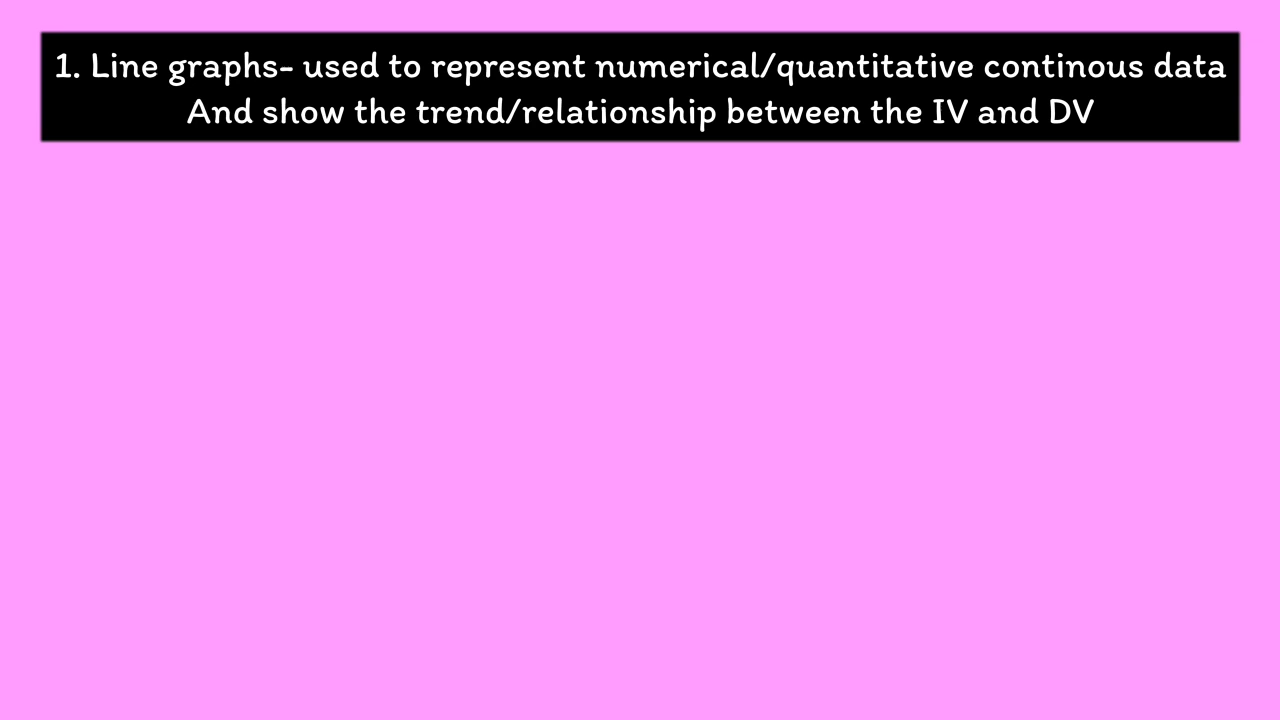 1. Line graphs- used to represent numerical/quantitative continous data
And show the trend/relationship between the IV and DV